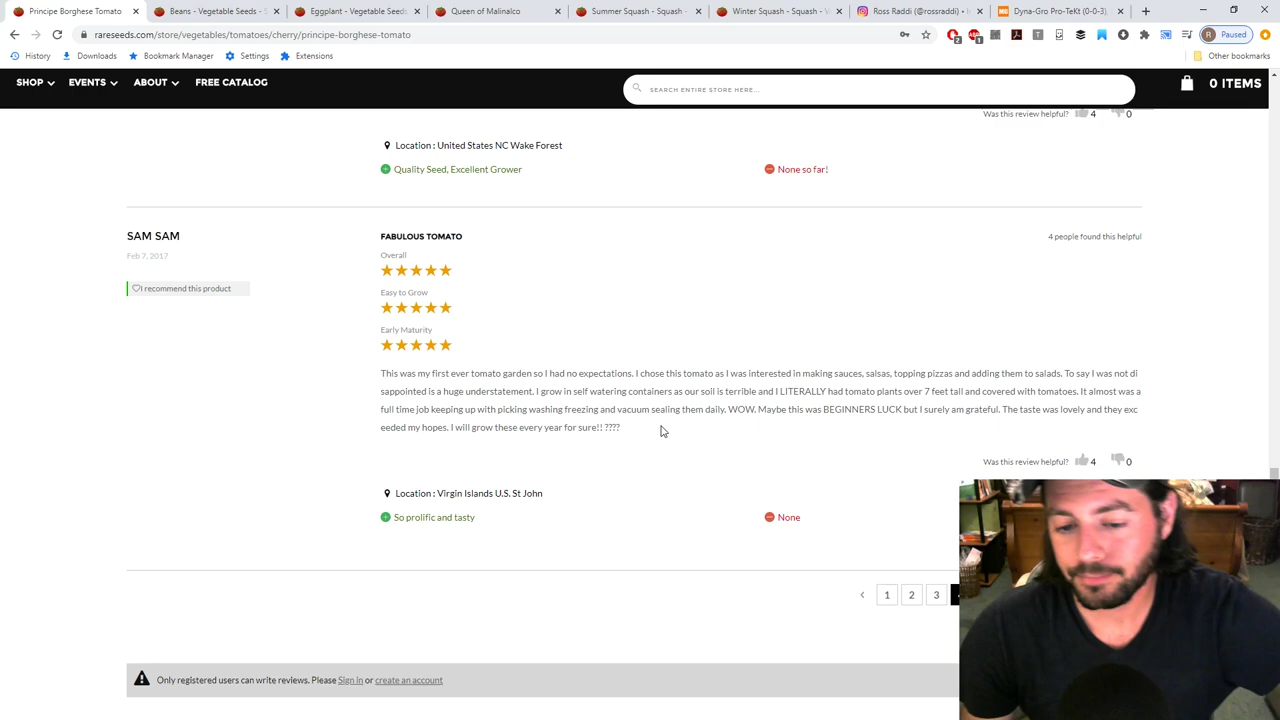 Principe Borghese Tomato
Beans - Vegetable Seeds - S
Eggplant - Vegetable Seeds
Queen of Malinalco
Summer Squash - Squash -
Winter Squash - Squash - V
Ross Raddi (@rossraddi) • I
Dyna-Gro Pro-TeKt (0-0-3),
rareseeds.com/store/vegetables/tomatoes/cherry/principe-borghese-tomato
Paused
History
Downloads
Bookmark Manager
Settings
Extensions
Other bookmarks
SHOP
EVENTS
ABOUT
FREE CATALOG
SEARCH ENTIRE STORE HERE...
0 ITEMS
Was this review helpful? 4 0
Location : United States NC Wake Forest
Quality Seed, Excellent Grower
None so far!
SAM SAM
Feb 7, 2017
I recommend this product
FABULOUS TOMATO
4 people found this helpful
Overall
Easy to Grow
Early Maturity
This was my first ever tomato garden so I had no expectations. I chose this tomato as I was interested in making sauces, salsas, topping pizzas and adding them to salads. To say I was not di
sappointed is a huge understatement. I grow in self watering containers as our soil is terrible and I LITERALLY had tomato plants over 7 feet tall and covered with tomatoes. It almost was a
full time job keeping up with picking washing freezing and vacuum sealing them daily. WOW. Maybe this was BEGINNERS LUCK but I surely am grateful. The taste was lovely and they exc
eeded my hopes. I will grow these every year for sure!! ????
Was this review helpful? 4 0
Location : Virgin Islands U.S. St John
So prolific and tasty
None
1 2 3
Only registered users can write reviews. Please Sign in or create an account